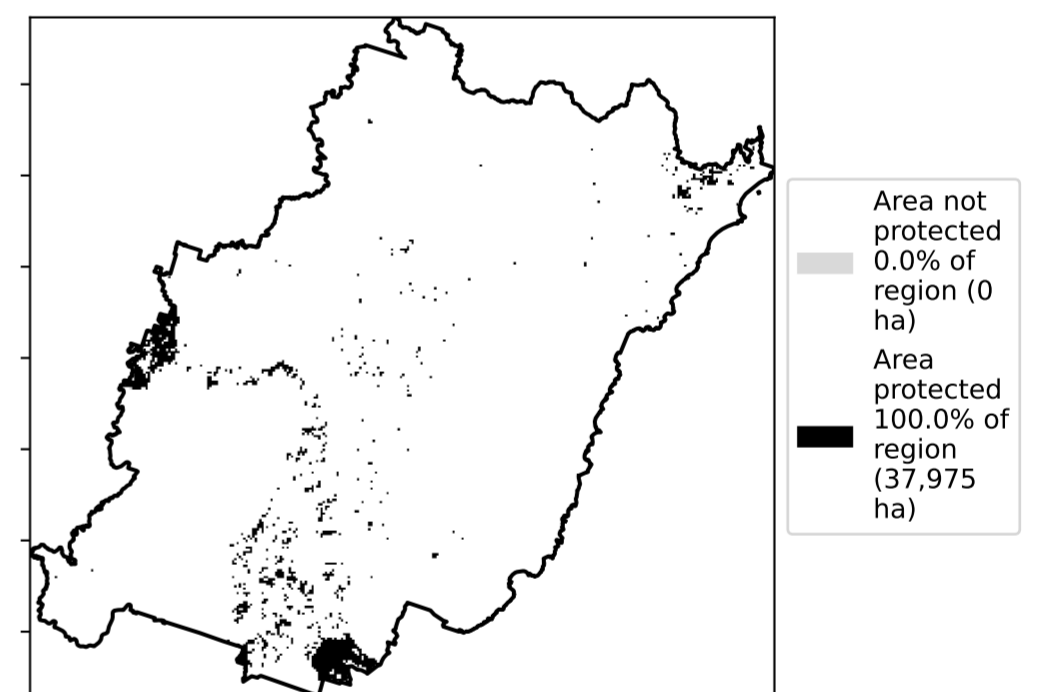 Area not
protected
0.0% of
region (0
ha)
Area
protected
100.0% of
region
(37,975
ha)